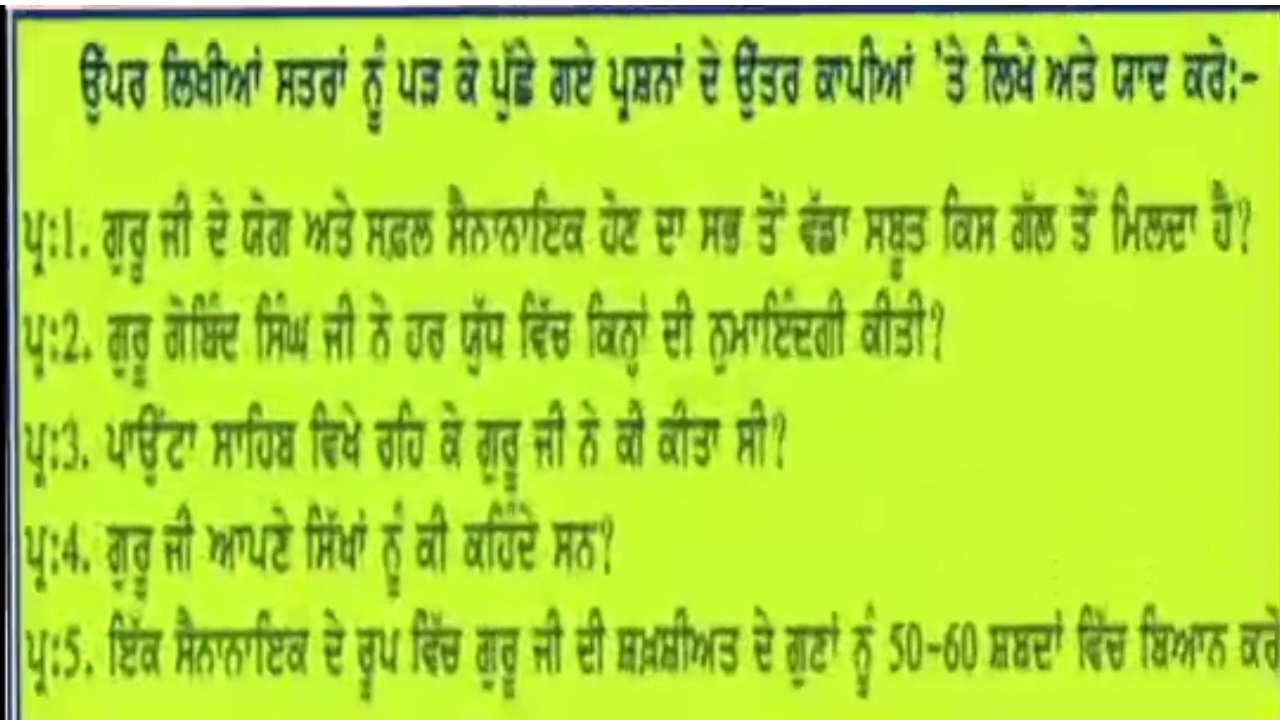 ਉੱਪਰ ਲਿਖੀਆਂ ਸਤਰਾਂ ਨੂੰ ਪੜ ਕੇ ਪੁੱਛੇ ਗਏ ਪ੍ਰਸ਼ਨਾਂ ਦੇ ਉੱਤਰ ਕਾਪੀਆਂ 'ਤੇ ਲਿਖੋ ਅਤੇ ਯਾਦ ਕਰੋ:-
ਪ੍ਰ:1. ਗੁਰੂ ਜੀ ਦੇ ਯੋਗ ਅਤੇ ਸਫ਼ਲ ਸੈਨਾਨਾਇਕ ਹੋਣ ਦਾ ਸਭ ਤੋਂ ਵੱਡਾ ਸਬੂਤ ਕਿਸ ਗੱਲ ਤੋਂ ਮਿਲਦਾ ਹੈ?
ਪ੍ਰ:2. ਗੁਰੂ ਗੋਬਿੰਦ ਸਿੰਘ ਜੀ ਨੇ ਹਰ ਯੁੱਧ ਵਿੱਚ ਕਿਨ੍ਹਾਂ ਦੀ ਨੁਮਾਇੰਦਗੀ ਕੀਤੀ?
ਪ੍ਰ:3. ਪਾਉਂਟਾ ਸਾਹਿਬ ਵਿਖੇ ਰਹਿ ਕੇ ਗੁਰੂ ਜੀ ਨੇ ਕੀ ਕੀਤਾ ਸੀ?
ਪ੍ਰ:4. ਗੁਰੂ ਜੀ ਆਪਣੇ ਸਿੱਖਾਂ ਨੂੰ ਕੀ ਕਹਿੰਦੇ ਸਨ?
ਪ੍ਰ:5. ਇੱਕ ਸੈਨਾਨਾਇਕ ਦੇ ਰੂਪ ਵਿੱਚ ਗੁਰੂ ਜੀ ਦੀ ਸ਼ਖ਼ਸ਼ੀਅਤ ਦੇ ਗੁਣਾਂ ਨੂੰ 50-60 ਸ਼ਬਦਾਂ ਵਿੱਚ ਬਿਆਨ ਕਰੋ